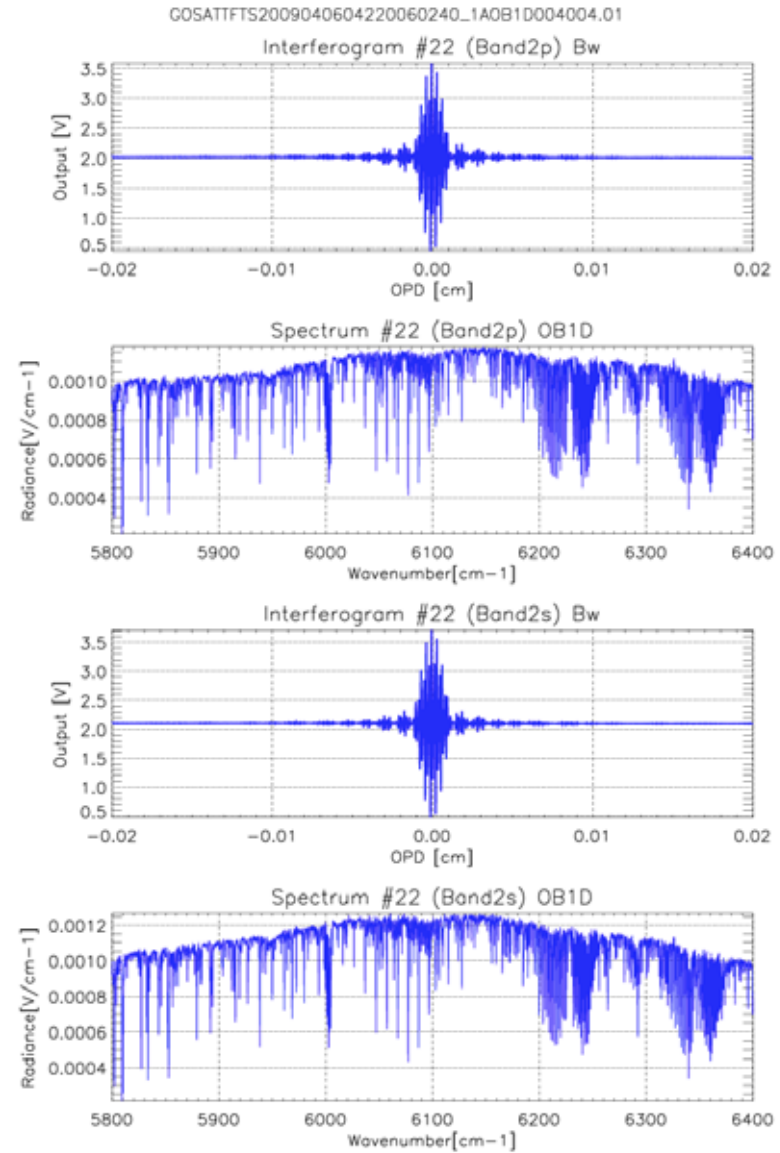 GOSATTFTS20090406042200060240_1A0B1D004004.01
Interferogram #22 (Band2p) Bw
Output [V]
3.5
3.0
2.5
2.0
1.5
1.0
0.5
−0.02 −0.01 0.00 0.01 0.02
OPD [cm]
Spectrum #22 (Band2p) OB1D
Radiance[V/cm−1]
0.0010
0.0008
0.0006
0.0004
5800 5900 6000 6100 6200 6300 6400
Wavenumber[cm−1]
Interferogram #22 (Band2s) Bw
Output [V]
3.5
3.0
2.5
2.0
1.5
1.0
0.5
−0.02 −0.01 0.00 0.01 0.02
OPD [cm]
Spectrum #22 (Band2s) OB1D
Radiance[V/cm−1]
0.0012
0.0010
0.0008
0.0006
0.0004
5800 5900 6000 6100 6200 6300 6400
Wavenumber[cm−1]